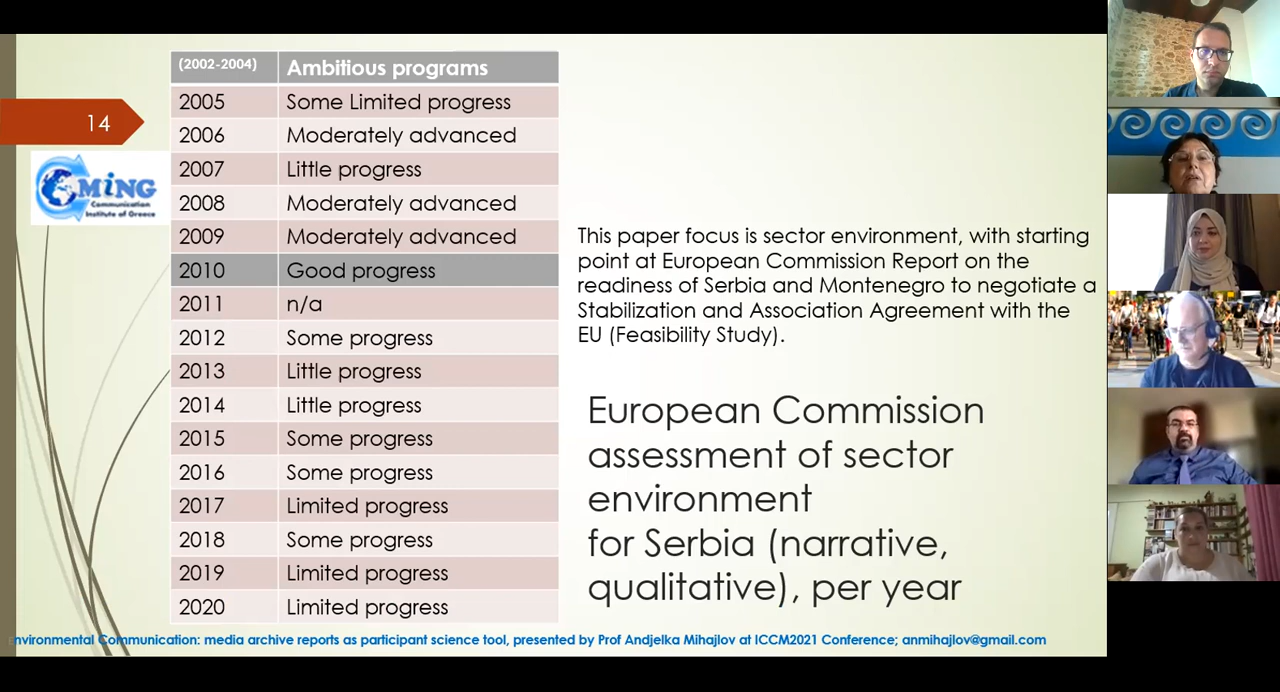 (2002-2004) Ambitious programs
2005 Some Limited progress
2006 Moderately advanced
2007 Little progress
2008 Moderately advanced
2009 Moderately advanced
2010 Good progress
2011 n/a
2012 Some progress
2013 Little progress
2014 Little progress
2015 Some progress
2016 Some progress
2017 Limited progress
2018 Some progress
2019 Limited progress
2020 Limited progress
14
COMinG
Communication
Institute of Greece
This paper focus is sector environment, with starting
point at European Commission Report on the
readiness of Serbia and Montenegro to negotiate a
Stabilization and Association Agreement with the
EU (Feasibility Study).
European Commission
assessment of sector
environment
for Serbia (narrative,
qualitative), per year
Environmental Communication: media archive reports as participant science tool, presented by Prof Andjelka Mihajlov at ICCM2021 Conference; anmihajlov@gmail.com